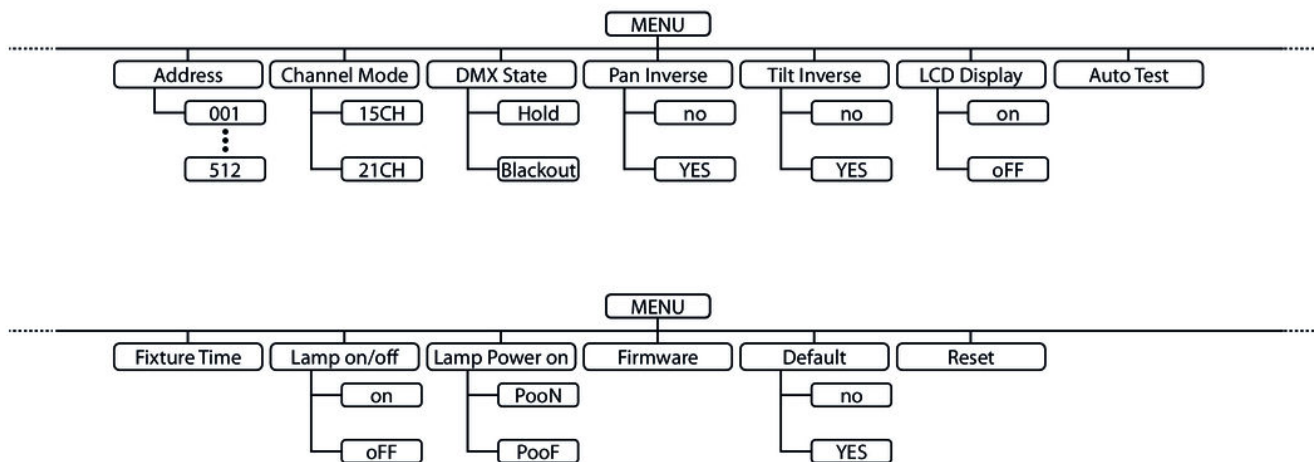 MENU
Address Channel Mode DMX State Pan Inverse Tilt Inverse LCD Display Auto Test
001 15CH Hold no no on
512 21CH Blackout YES YES oFF
MENU
Fixture Time Lamp on/off Lamp Power on Firmware Default Reset
on PooN no
oFF PooF YES